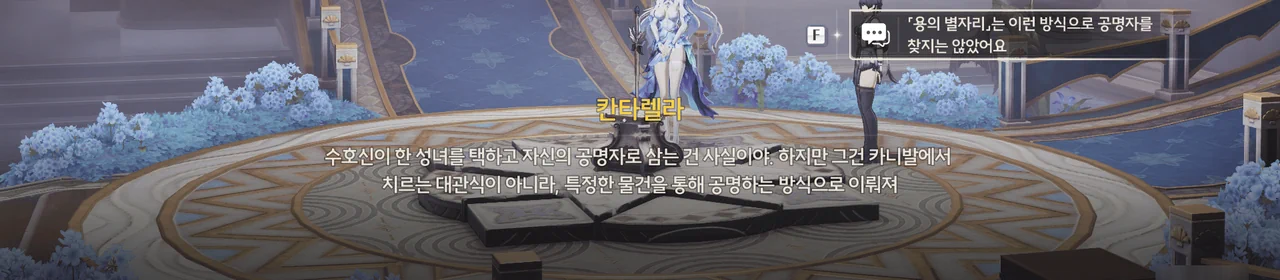 F
『용의 별자리』는 이런 방식으로 공명자를
찾지는 않았어요
칸타렐라
수호신이 한 성녀를 택하고 자신의 공명자로 삼는 건 사실이야. 하지만 그건 카니발에서
치르는 대관식이 아니라, 특정한 물건을 통해 공명하는 방식으로 이뤄져